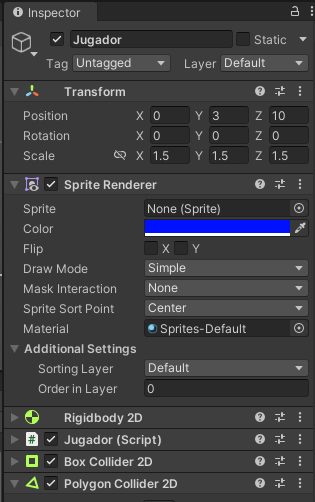 Inspector
Jugador Static
Tag Untagged Layer Default
Transform
Position X 0 Y 3 Z 10
Rotation X 0 Y 0 Z 0
Scale X 1.5 Y 1.5 Z 1.5
Sprite Renderer
Sprite None (Sprite)
Color
Flip X Y
Draw Mode Simple
Mask Interaction None
Sprite Sort Point Center
Material Sprites-Default
Additional Settings
Sorting Layer Default
Order in Layer 0
Rigidbody 2D
# Jugador (Script)
Box Collider 2D
Polygon Collider 2D